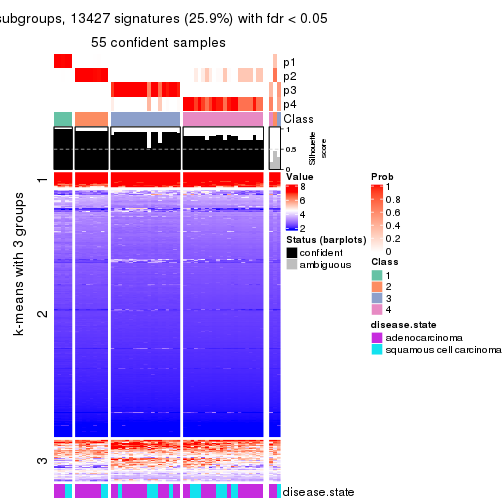 subgroups, 13427 signatures (25.9%) with fdr < 0.05
55 confident samples
p1
p2
p3
p4
Class
1
0.5
0
Silhouette
score
1
2
3
k-means with 3 groups
disease.state
Value
8
6
4
2
Status (barplots)
confident
ambiguous
Prob
1
0.8
0.6
0.4
0.2
0
Class
1
2
3
4
disease.state
adenocarcinoma
squamous cell carcinoma